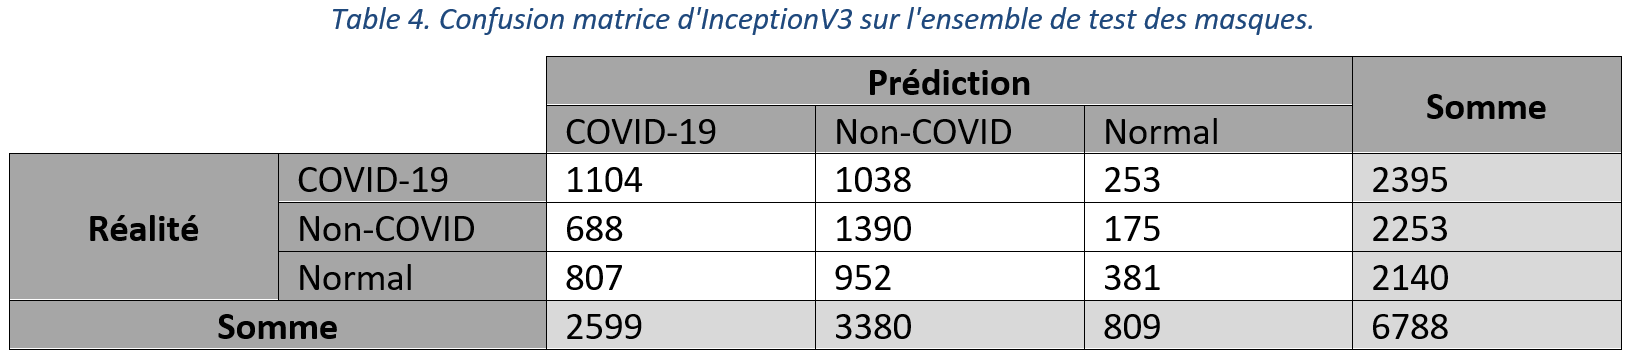 Table 4. Confusion matrice d'InceptionV3 sur l'ensemble de test des masques.
Prédiction Somme
COVID-19 Non-COVID Normal
Réalité COVID-19 1104 1038 253 2395
Non-COVID 688 1390 175 2253
Normal 807 952 381 2140
Somme 2599 3380 809 6788